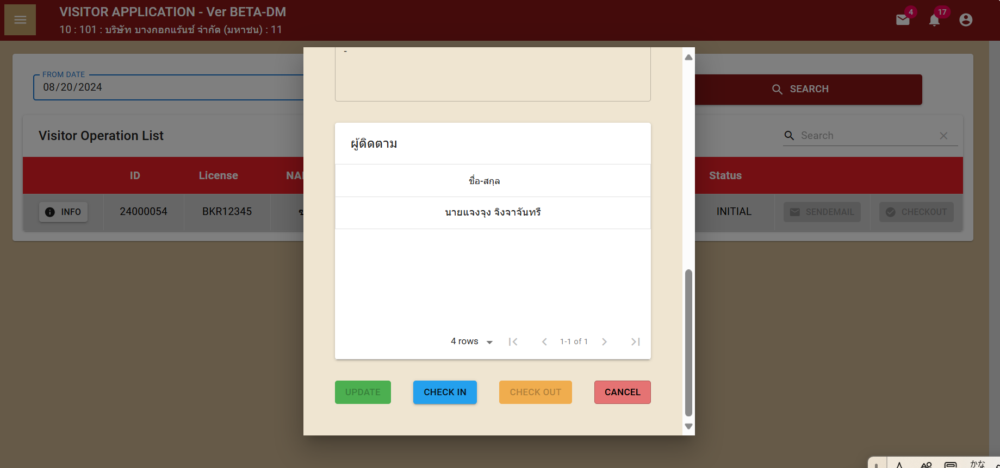 VISITOR APPLICATION - Ver BETA-DM
10 : 101 : บริษัท บางกอกแร้นช์ จำกัด (มหาชน) : 11
4
17
FROM DATE
08/20/2024
SEARCH
Visitor Operation List
Search
ID
License
Status
INFO
24000054
BKR12345
INITIAL
SENDEMAIL
CHECKOUT
-
ผู้ติดตาม
ชื่อ-สกุล
นายแจงจุง จิงจาจันทรี
4 rows
1-1 of 1
UPDATE
CHECK IN
CHECK OUT
CANCEL
かな